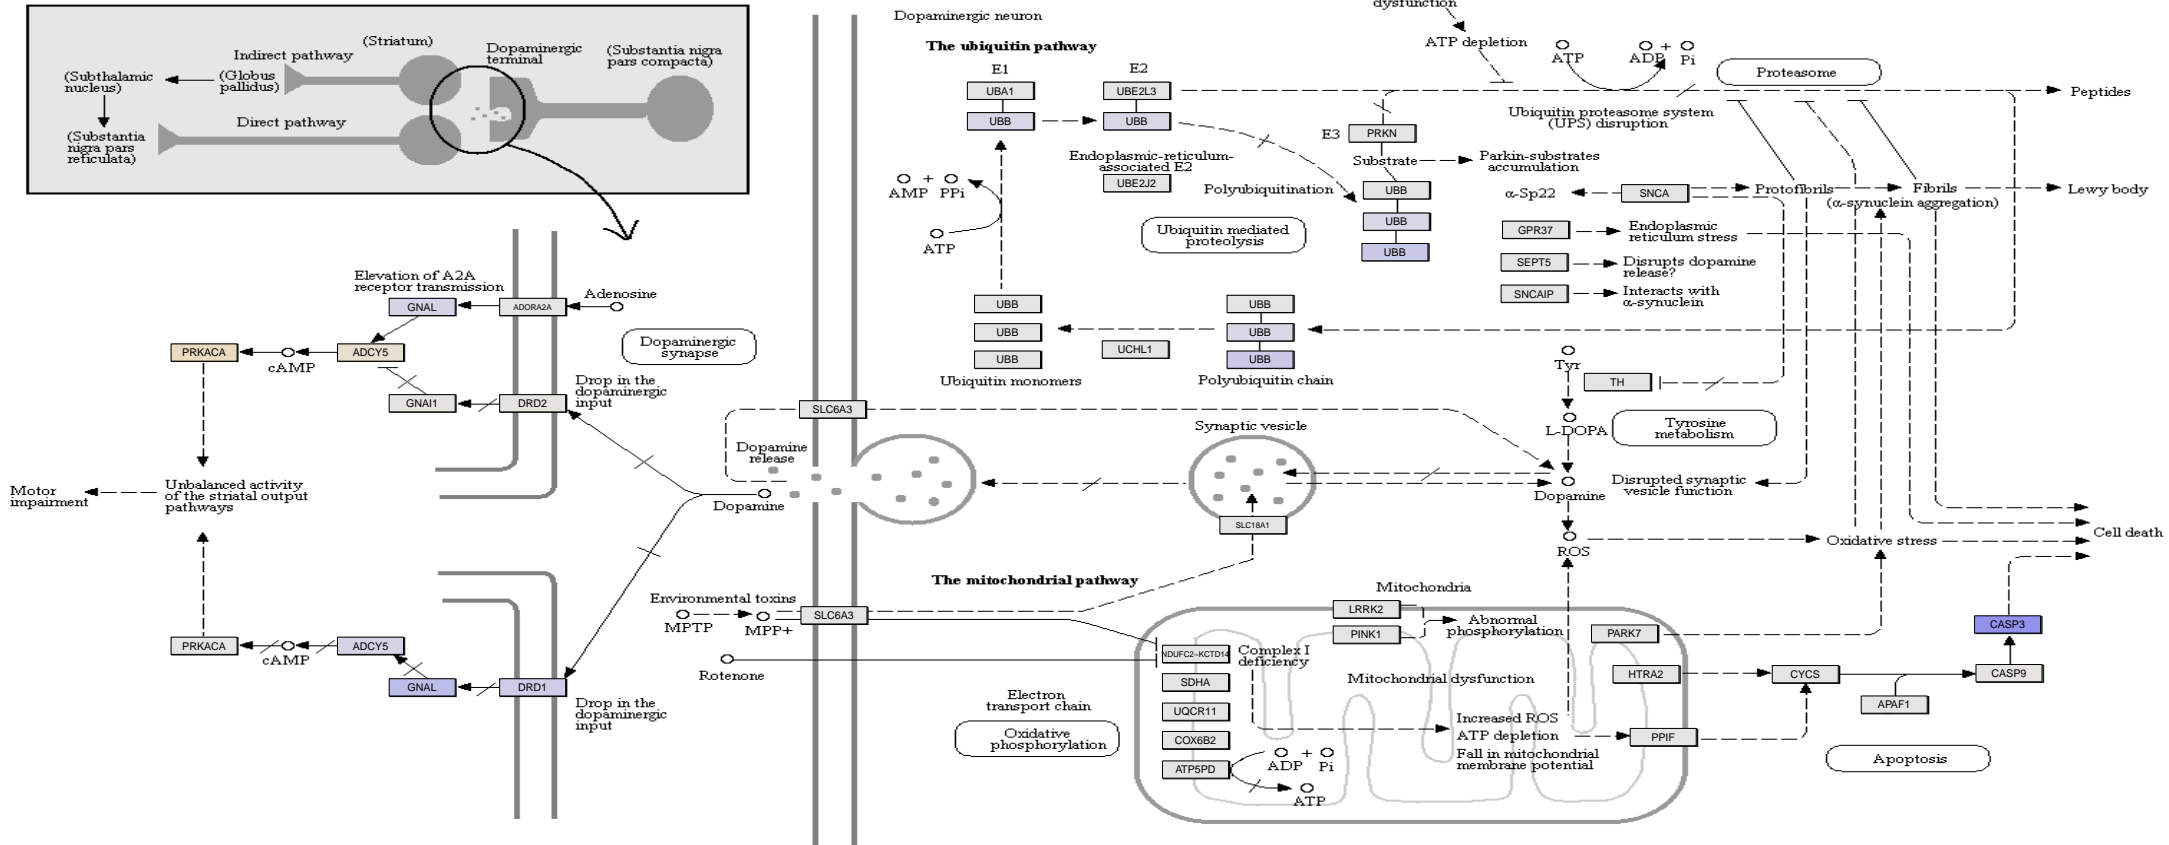 (Striatum)
Indirect pathway
Dopaminergic
terminal
(Substantia nigra
pars compacta)
(Subthalamic
nucleus)
(Globus
pallidus)
Direct pathway
(Substantia
nigra pars
reticulata)
Dopaminergic neuron
The ubiquitin pathway
E1
E2
UBA1
UBE2L3
UBB
UBB
dysfunction
ATP depletion
ATP
ADP
+
Pi
Proteasome
Peptides
Ubiquitin proteasome system
(UPS) disruption
E3
PRKN
Substrate
Parkin-substrates
accumulation
Endoplasmic-reticulum-
associated E2
UBE2J2
Polyubiquitination
UBB
UBB
UBB
AMP
+
PPi
ATP
Ubiquitin mediated
proteolysis
α-Sp22
SNCA
Protofibrils
Fibrils
(α-synuclein aggregation)
Lewy body
GPR37
Endoplasmic
reticulum stress
SEPT5
Disrupts dopamine
release?
SNCAIP
Interacts with
α-synuclein
UBB
UBB
UBB
Ubiquitin monomers
UCHL1
UBB
UBB
UBB
Polyubiquitin chain
Elevation of A2A
receptor transmission
GNAL
ADORA2A
Adenosine
PRKACA
cAMP
ADCY5
Dopaminergic
synapse
GNAI1
DRD2
Drop in the
dopaminergic
input
Tyr
TH
L-DOPA
Tyrosine
metabolism
SLC6A3
Dopamine
release
Synaptic vesicle
Motor
impairment
Unbalanced activity
of the striatal output
pathways
Dopamine
SLC18A1
Dopamine
Disrupted synaptic
vesicle function
ROS
Oxidative stress
Cell death
The mitochondrial pathway
Environmental toxins
MPTP
MPP+
SLC6A3
Rotenone
PRKACA
cAMP
ADCY5
GNAL
DRD1
Drop in the
dopaminergic
input
Mitochondria
LRRK2
PINK1
Abnormal
phosphorylation
PARK7
CASP3
NDUFC2-KCTD14
Complex I
deficiency
SDHA
Mitochondrial dysfunction
HTRA2
CYCS
CASP9
APAF1
Electron
transport chain
Oxidative
phosphorylation
UQCR11
COX6B2
ATP5PD
Increased ROS
ATP depletion
Fall in mitochondrial
membrane potential
PPIF
ADP
+
Pi
ATP
Apoptosis